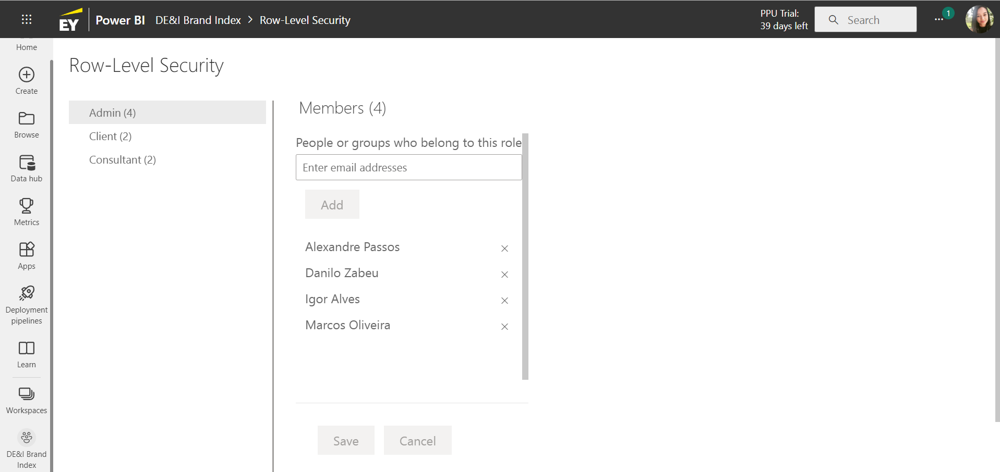 EY
Power BI DE&I Brand Index > Row-Level Security
PPU Trial:
39 days left
Search
1
Home
Create
Browse
Data hub
Metrics
Apps
Deployment
pipelines
Learn
Workspaces
DE&I Brand
Index
Row-Level Security
Admin (4)
Client (2)
Consultant (2)
Members (4)
People or groups who belong to this role
Enter email addresses
Add
Alexandre Passos
Danilo Zabeu
Igor Alves
Marcos Oliveira
Save
Cancel